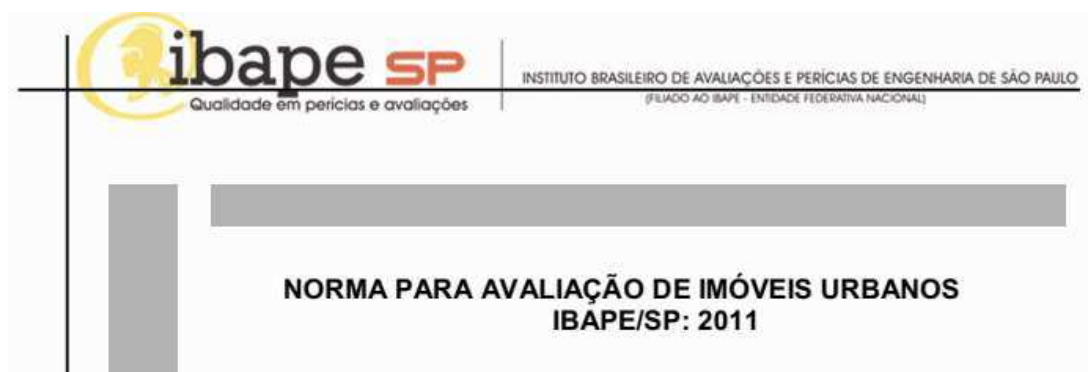 ibape SP
Qualidade em perícias e avaliações
INSTITUTO BRASILEIRO DE AVALIAÇÕES E PERÍCIAS DE ENGENHARIA DE SÃO PAULO
(FILIADO AO IBAPE - ENTIDADE FEDERATIVA NACIONAL)
NORMA PARA AVALIAÇÃO DE IMÓVEIS URBANOS
IBAPE/SP: 2011